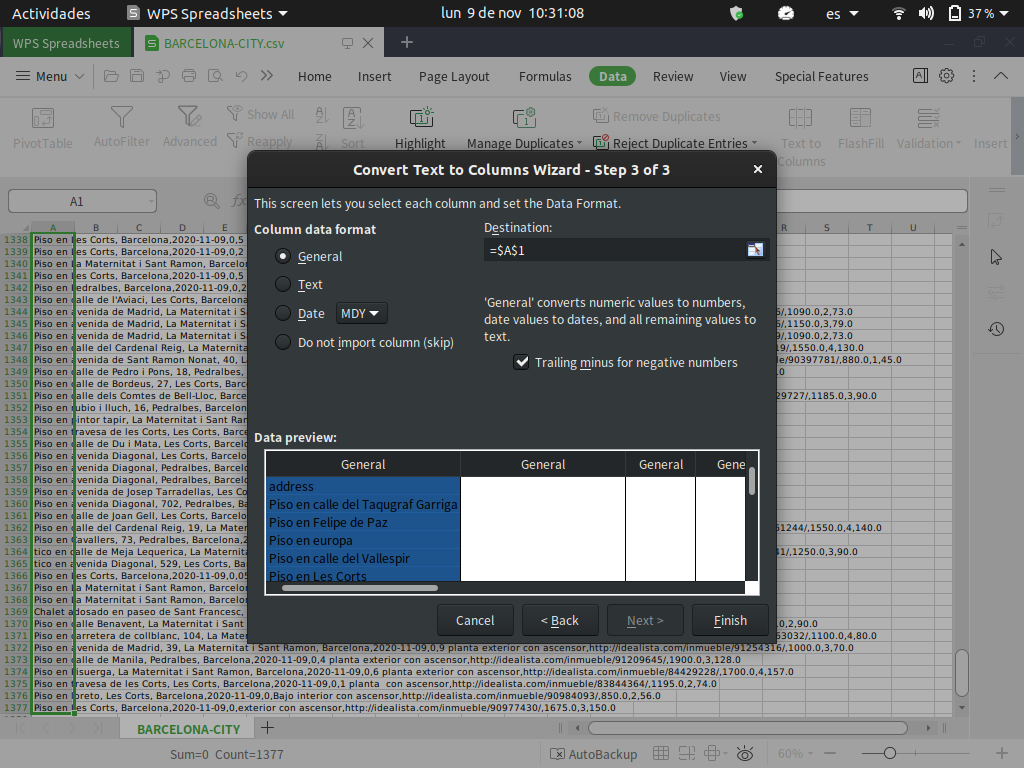 Actividades
WPS Spreadsheets
lun 9 de nov 10:31:08
es
37 %
WPS Spreadsheets
BARCELONA-CITY.csv
Menu
Home
Insert
Page Layout
Formulas
Data
Review
View
Special Features
PivotTable
AutoFilter
Advanced
Show All
Reapply
Sort
Highlight
Manage Duplicates
Remove Duplicates
Reject Duplicate Entries
Text to Columns
FlashFill
Validation
Insert
A1
Convert Text to Columns Wizard - Step 3 of 3
This screen lets you select each column and set the Data Format.
Column data format
General
Text
Date MDY
Do not import column (skip)
Destination:
=$A$1
'General' converts numeric values to numbers,
date values to dates, and all remaining values to
text.
Trailing minus for negative numbers
Data preview:
General General General Gene
address
Piso en calle del Taqugraf Garriga
Piso en Felipe de Paz
Piso en europa
Piso en calle del Vallespir
Piso en Les Corts
Cancel
< Back
Next >
Finish
A B C D E R S T U
1338 Piso en Les Corts, Barcelona,2020-11-09,0,5
1339 Piso en Les Corts, Barcelona,2020-11-09,0,2
1340 Piso en La Maternitat i Sant Ramon, Barcelon
1341 Piso en Les Corts, Barcelona,2020-11-09,0,5
1342 Piso en Pedralbes, Barcelona,2020-11-09,0,2
1343 Piso en calle de l'Aviaci, Les Corts, Barcelona
1344 Piso en avenida de Madrid, La Maternitat i Sa /,1090.0,2,73.0
1345 Piso en avenida de Madrid, La Maternitat i Sa /,1150.0,3,79.0
1346 Piso en avenida de Madrid, La Maternitat i Sa /,1090.0,2,73.0
1347 Piso en calle del Cardenal Reig, La Maternitat 19/,1550.0,4,130.0
1348 Piso en avenida de Sant Ramon Nonat, 40, L le/90397781/,880.0,1,45.0
1349 Piso en calle de Pedro i Pons, 18, Pedralbes, .0
1350 Piso en calle de Bordeus, 27, Les Corts, Barce
1351 Piso en calle dels Comtes de Bell-Lloc, Barcel 29727/,1185.0,3,90.0
1352 Piso en rubio i lluch, 16, Pedralbes, Barcelon
1353 Piso en pintor tapir, La Maternitat i Sant Ram
1354 Piso en travesa de les Corts, Les Corts, Barce
1355 Piso en calle de Du i Mata, Les Corts, Barcelo
1356 Piso en avenida Diagonal, Les Corts, Barcelon
1357 Piso en avenida Diagonal, Pedralbes, Barcelon
1358 Piso en avenida Diagonal, Pedralbes, Barcelon
1359 Piso en avenida de Josep Tarradellas, Les Co
1360 Piso en avenida Diagonal, 702, Pedralbes, Ba
1361 Piso en calle de Joan Gell, Les Corts, Barcelo
1362 Piso en calle del Cardenal Reig, 19, La Mater 61244/,1550.0,4,140.0
1363 Piso en Cavallers, 73, Pedralbes, Barcelona,2
1364 tico en calle de Meja Lequerica, La Maternita 41/,1250.0,3,90.0
1365 tico en avenida Diagonal, 529, Les Corts, Bar
1366 Piso en Les Corts, Barcelona,2020-11-09,0,05
1367 Piso en La Maternitat i Sant Ramon, Barcelon
1368 Piso en La Maternitat i Sant Ramon, Barcelon
1369 Chalet adosado en paseo de Sant Francesc,
1370 Piso en calle Benavent, La Maternitat i Sant R .0,2,90.0
1371 Piso en carretera de collblanc, 104, La Mater 63032/,1100.0,4,80.0
1372 Piso en avenida de Madrid, 39, La Maternitat i Sant Ramon, Barcelona,2020-11-09,0,9 planta exterior con ascensor,http://idealista.com/inmueble/91254316/,1000.0,3,70.0
1373 Piso en calle de Manila, Pedralbes, Barcelona,2020-11-09,0,4 planta exterior con ascensor,http://idealista.com/inmueble/91209645/,1900.0,3,128.0
1374 Piso en Pisuerga, La Maternitat i Sant Ramon, Barcelona,2020-11-09,0,6 planta exterior con ascensor,http://idealista.com/inmueble/84429228/,1700.0,4,157.0
1375 Piso en travesa de les Corts, Les Corts, Barcelona,2020-11-09,0,1 planta con ascensor,http://idealista.com/inmueble/83844364/,1195.0,2,74.0
1376 Piso en loreto, Les Corts, Barcelona,2020-11-09,0,Bajo interior con ascensor,http://idealista.com/inmueble/90984093/,850.0,2,56.0
1377 Piso en Les Corts, Barcelona,2020-11-09,0,exterior con ascensor,http://idealista.com/inmueble/90977430/,1675.0,3,150.0
BARCELONA-CITY
Sum=0 Count=1377
AutoBackup
60%